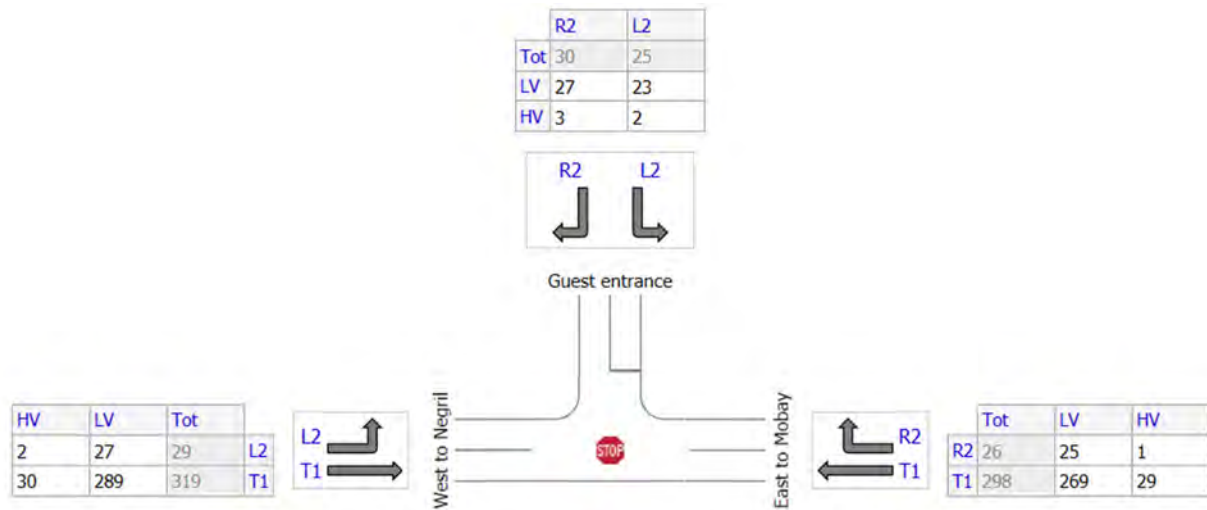 R2 L2
Tot 30 25
LV 27 23
HV 3 2
R2 L2
Guest entrance
West to Negril
STOP
East to Mobay
HV LV Tot
2 27 29 L2
30 289 319 T1
L2
T1
R2
T1
Tot LV HV
R2 26 25 1
T1 298 269 29